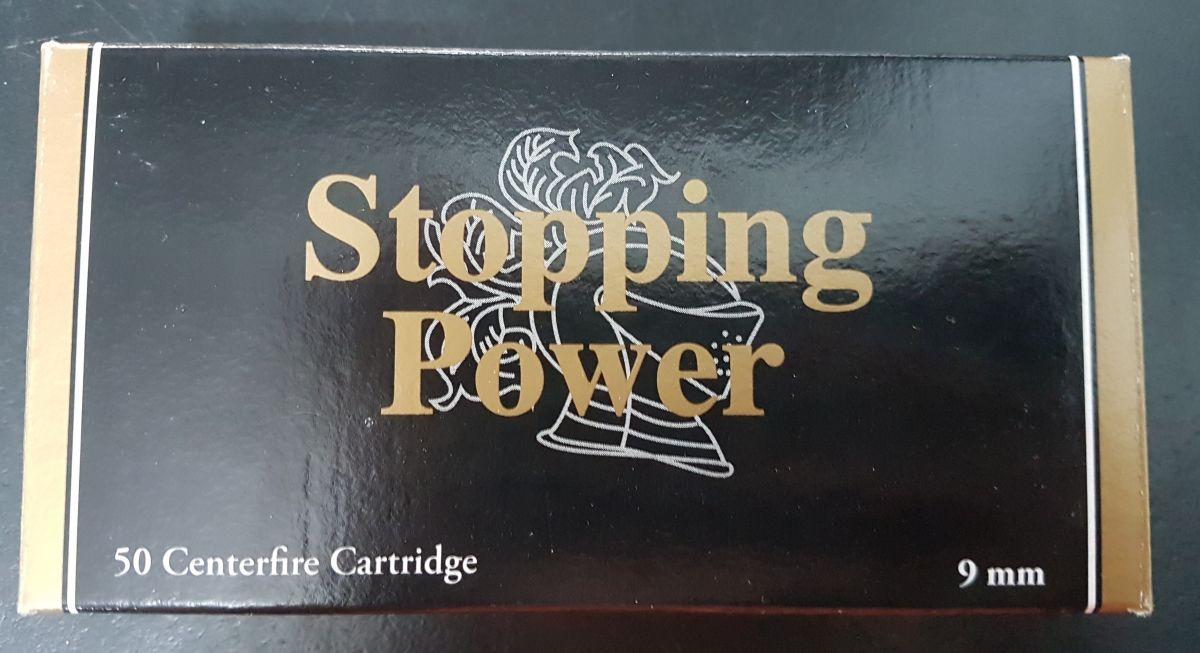 Stopping
Power
50 Centerfire Cartridge
9 mm